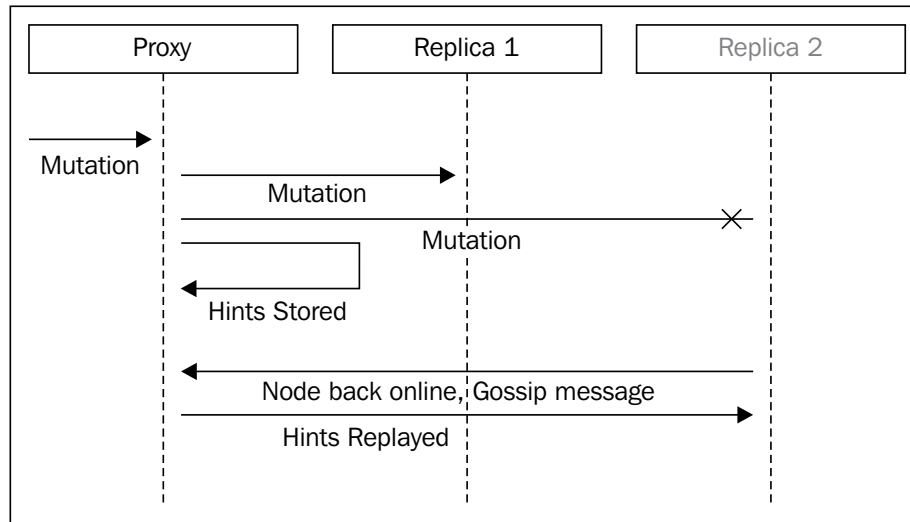 Proxy
Replica 1
Replica 2
Mutation
Mutation
Mutation
Hints Stored
Node back online, Gossip message
Hints Replayed